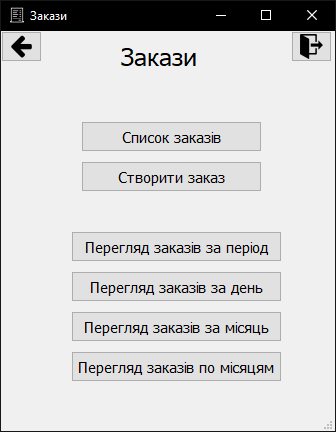 Закази
Закази
Список заказів
Створити заказ
Перегляд заказів за період
Перегляд заказів за день
Перегляд заказів за місяць
Перегляд заказів по місяцям